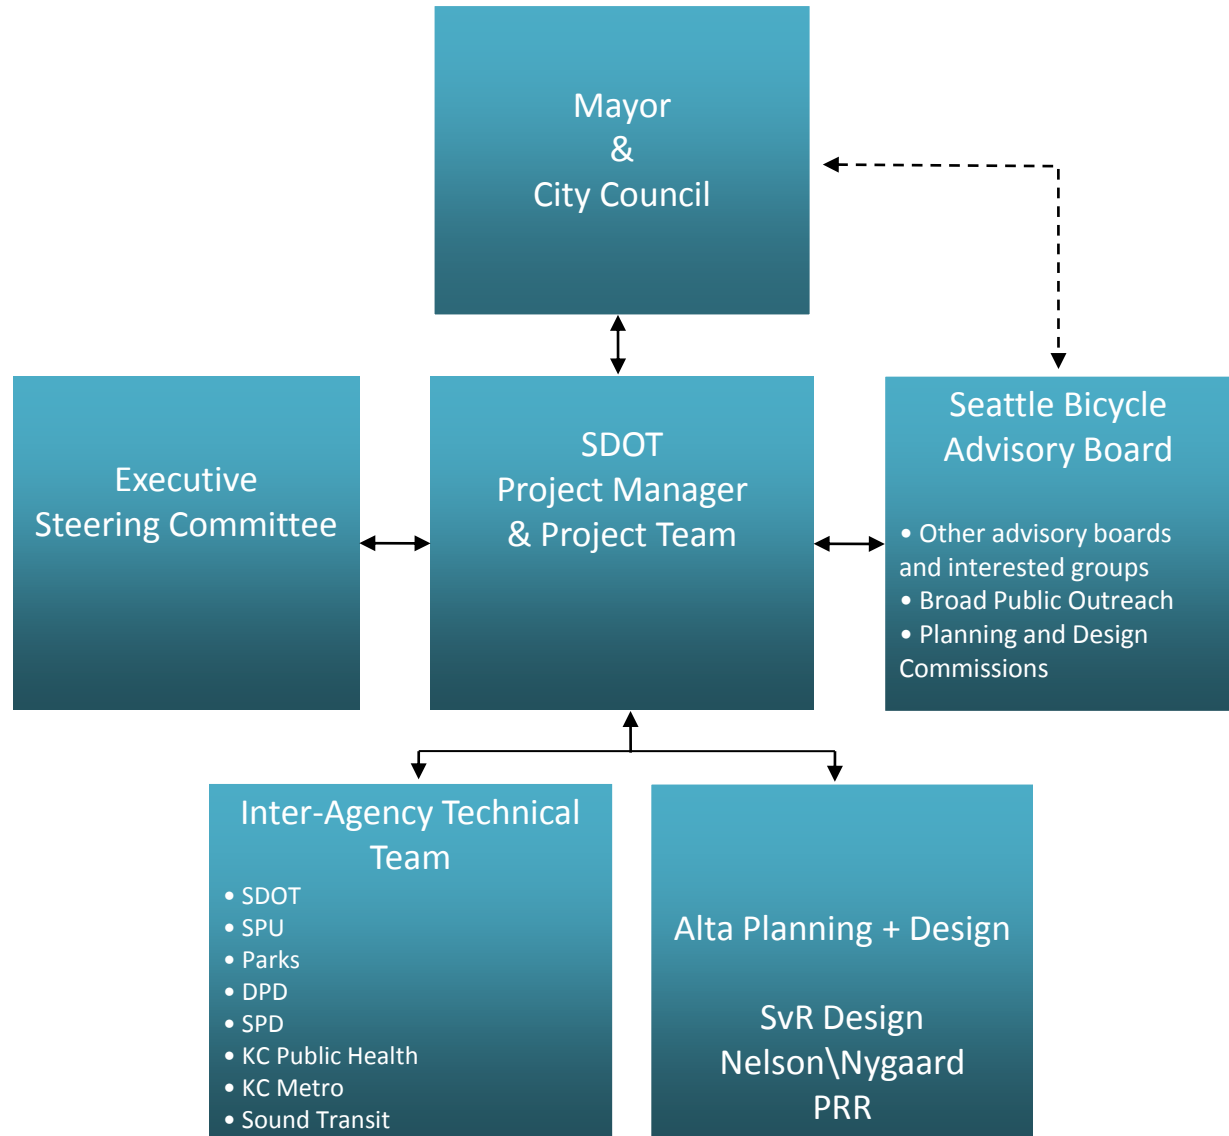 Mayor
&
City Council
Executive
Steering Committee
SDOT
Project Manager
& Project Team
Seattle Bicycle
Advisory Board
• Other advisory boards
and interested groups
• Broad Public Outreach
• Planning and Design
Commissions
Inter-Agency Technical
Team
• SDOT
• SPU
• Parks
• DPD
• SPD
• KC Public Health
• KC Metro
• Sound Transit
Alta Planning + Design
SvR Design
Nelson\Nygaard
PRR